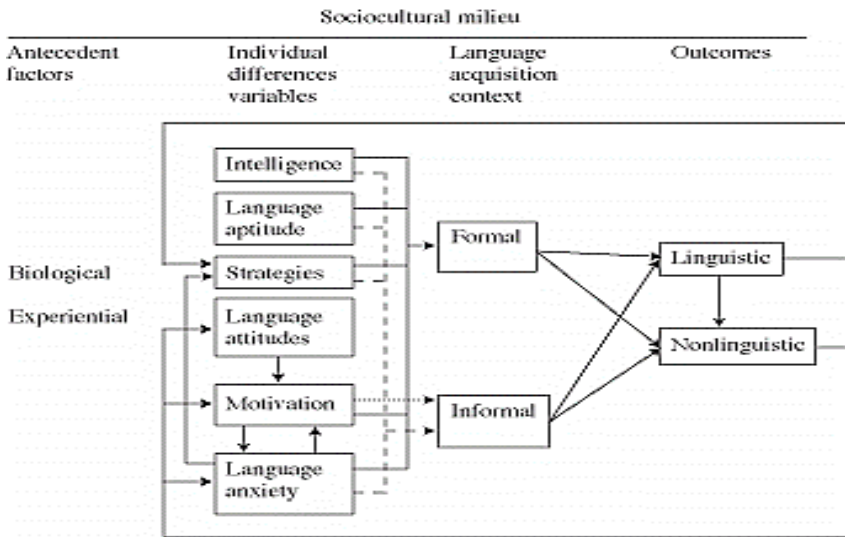 Sociocultural milieu
Antecedent
factors
Individual
differences
variables
Language
acquisition
context
Outcomes
Intelligence
Language
aptitude
Formal
Linguistic
Biological
Strategies
Experiential
Language
attitudes
Nonlinguistic
Motivation
Informal
Language
anxiety